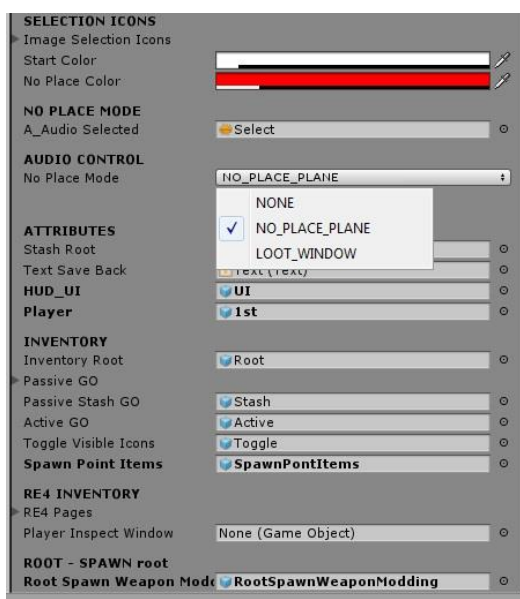 SELECTION ICONS
Image Selection Icons
Start Color
No Place Color
NO PLACE MODE
A_Audio Selected Select
AUDIO CONTROL
No Place Mode NO_PLACE_PLANE
NONE
NO_PLACE_PLANE
LOOT_WINDOW
ATTRIBUTES
Stash Root
Text Save Back Text (Text)
HUD_UI UI
Player 1st
INVENTORY
Inventory Root Root
Passive GO
Passive Stash GO Stash
Active GO Active
Toggle Visible Icons Toggle
Spawn Point Items SpawnPontItems
RE4 INVENTORY
RE4 Pages
Player Inspect Window None (Game Object)
ROOT - SPAWN root
Root Spawn Weapon Modd RootSpawnWeaponModding